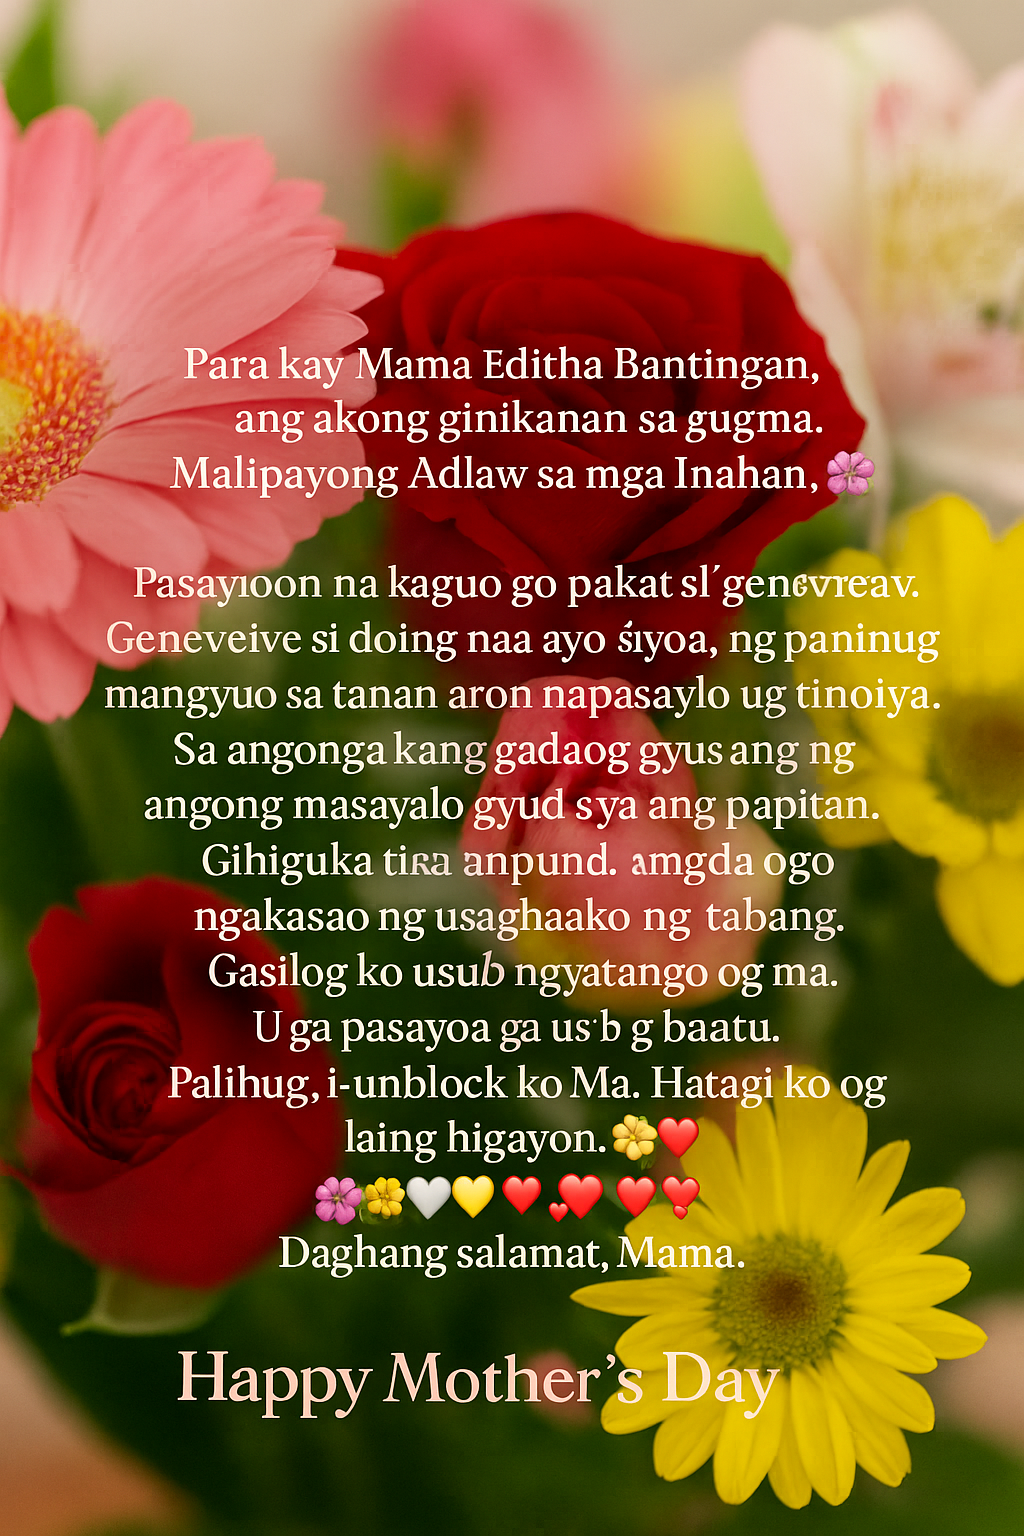 Para kay Mama Editha Bantingan,
ang akong ginikanan sa gugma.
Malipayong Adlaw sa mga Inahan,
na kaguo go pakat
Geneveive si doing naa ayo śiyoa, ng paninug
mangyuo sa tanan aron napasaylo ug tinoiya.
Sa angonga kang gadaog gyus ang ng
angong masayalo gyud sya ang papitan.
Gihiguka anpund. amgda ogo
ngakasao ng usaghaako ng tabang.
Gasilog ko usub ngyatango og ma.
U ga pasayoa ga us·b g baatu.
Palihug, i-unblock ko Ma. Hatagi ko og
laing higayon.
Daghang salamat, Mama.
Happy Mother's Day